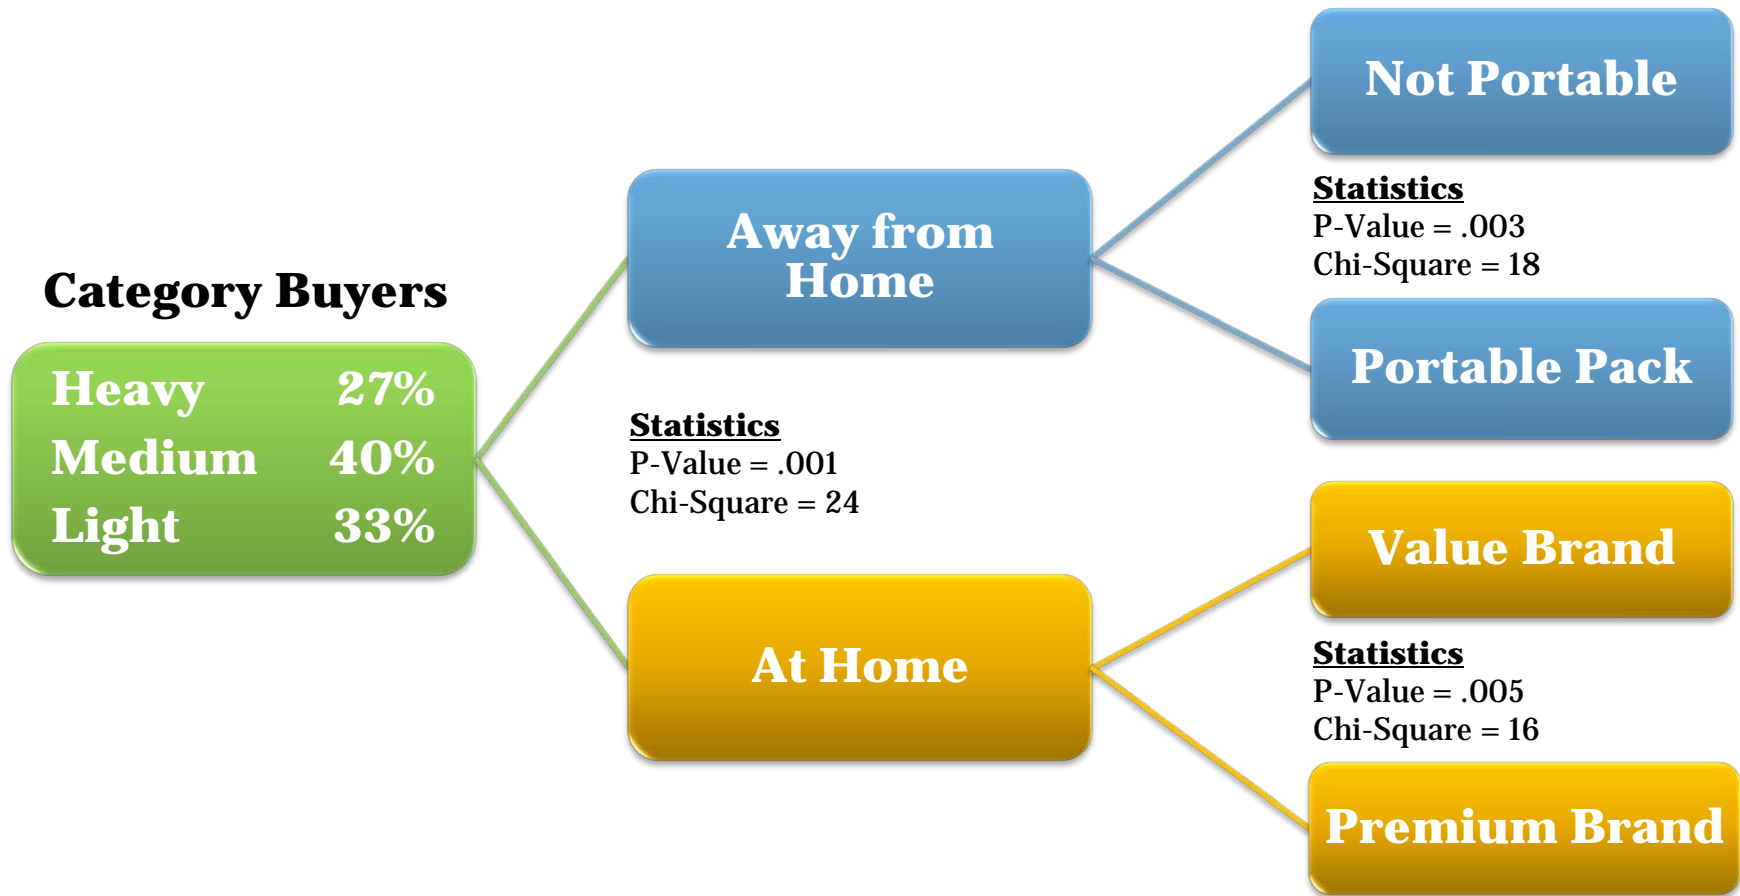 Category Buyers
Heavy 27%
Medium 40%
Light 33%
Away from
Home
Statistics
P-Value = .001
Chi-Square = 24
At Home
Not Portable
Statistics
P-Value = .003
Chi-Square = 18
Portable Pack
Value Brand
Statistics
P-Value = .005
Chi-Square = 16
Premium Brand